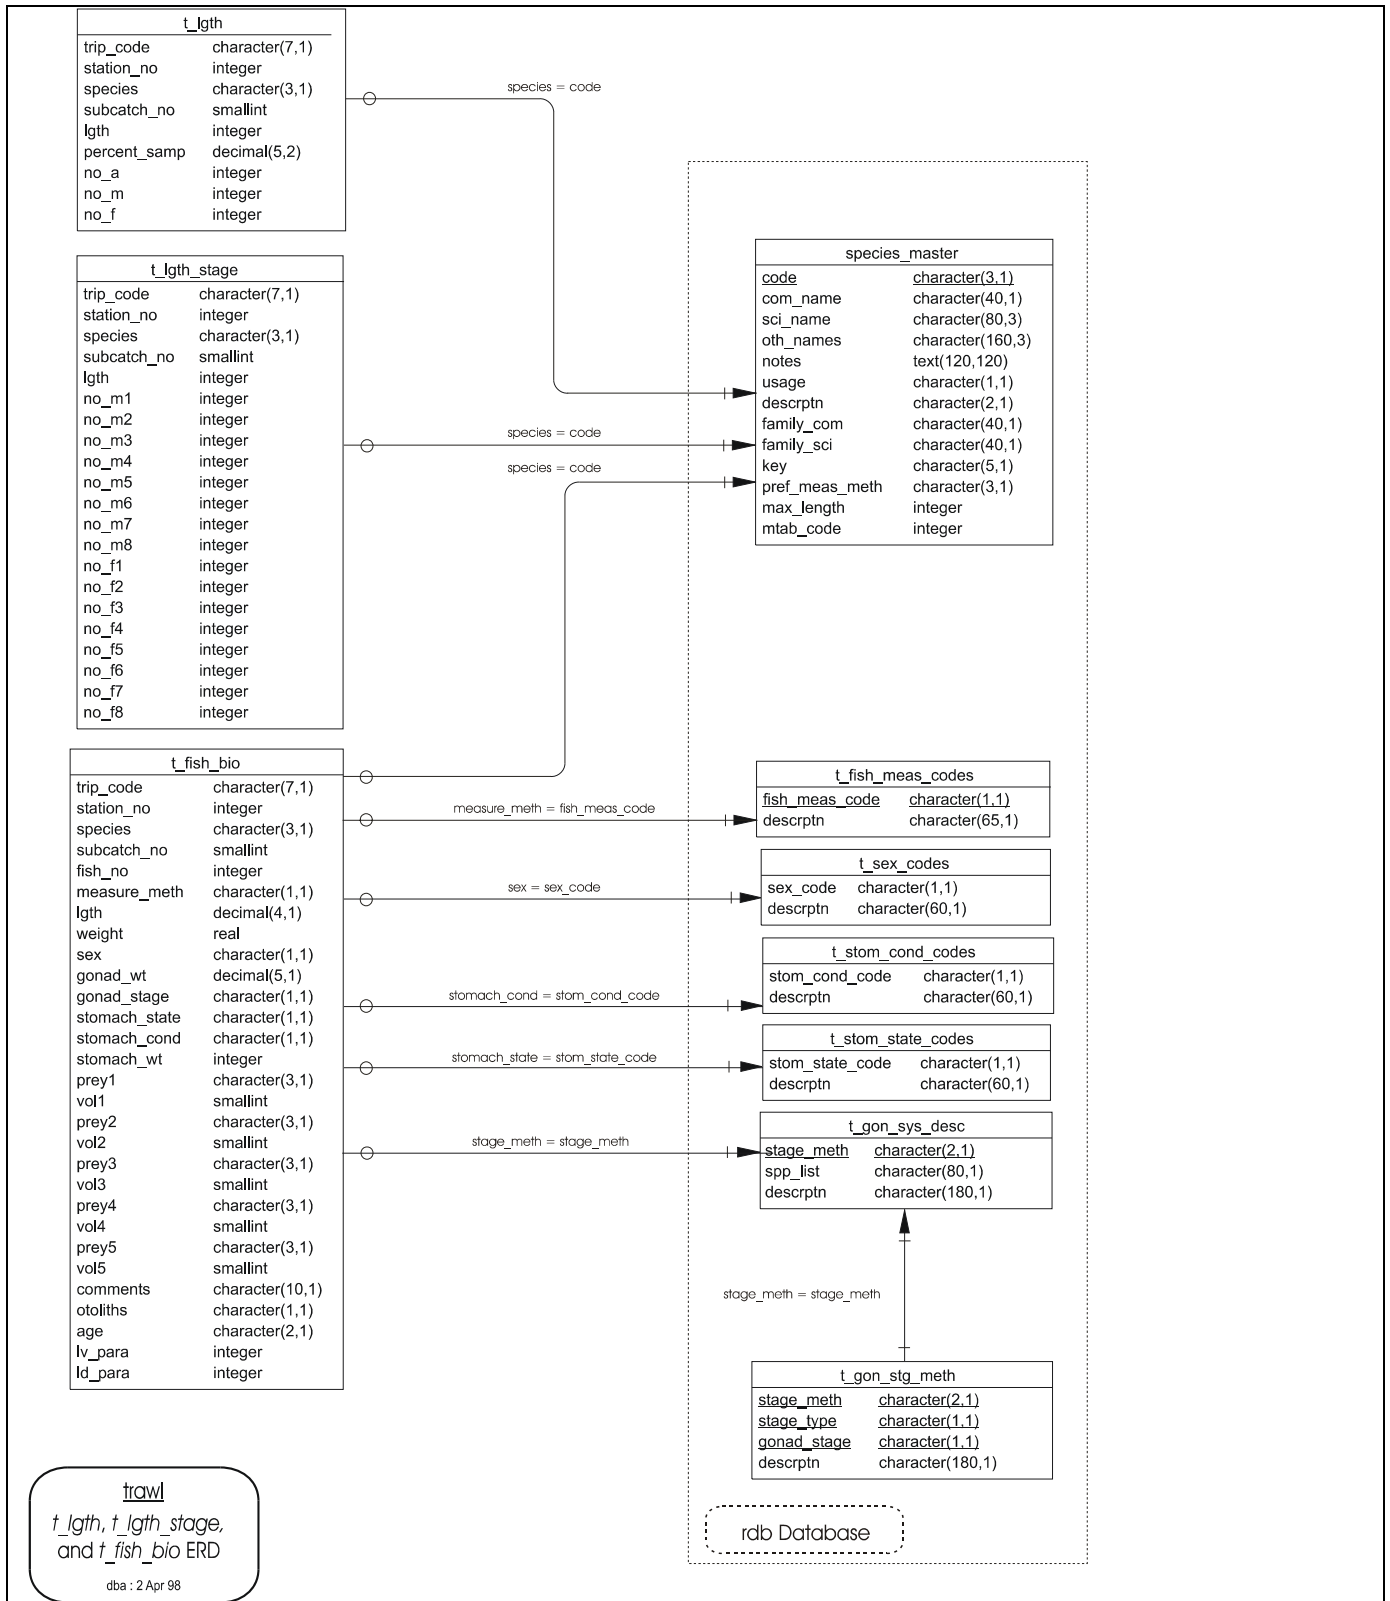 t_lgth
trip_code character(7,1)
station_no integer
species character(3,1)
subcatch_no smallint
lgth integer
percent_samp decimal(5,2)
no_a integer
no_m integer
no_f integer
species = code
t_lgth_stage
trip_code character(7,1)
station_no integer
species character(3,1)
subcatch_no smallint
lgth integer
no_m1 integer
no_m2 integer
no_m3 integer
no_m4 integer
no_m5 integer
no_m6 integer
no_m7 integer
no_m8 integer
no_f1 integer
no_f2 integer
no_f3 integer
no_f4 integer
no_f5 integer
no_f6 integer
no_f7 integer
no_f8 integer
species = code
species = code
species_master
code character(3,1)
com_name character(40,1)
sci_name character(80,3)
oth_names character(160,3)
notes text(120,120)
usage character(1,1)
descrptn character(2,1)
family_com character(40,1)
family_sci character(40,1)
key character(5,1)
pref_meas_meth character(3,1)
max_length integer
mtab_code integer
t_fish_bio
trip_code character(7,1)
station_no integer
species character(3,1)
subcatch_no smallint
fish_no integer
measure_meth character(1,1)
lgth decimal(4,1)
weight real
sex character(1,1)
gonad_wt decimal(5,1)
gonad_stage character(1,1)
stomach_state character(1,1)
stomach_cond character(1,1)
stomach_wt integer
prey1 character(3,1)
vol1 smallint
prey2 character(3,1)
vol2 smallint
prey3 character(3,1)
vol3 smallint
prey4 character(3,1)
vol4 smallint
prey5 character(3,1)
vol5 smallint
comments character(10,1)
otoliths character(1,1)
age character(2,1)
lv_para integer
ld_para integer
measure_meth = fish_meas_code
sex = sex_code
stomach_cond = stom_cond_code
stomach_state = stom_state_code
stage_meth = stage_meth
t_fish_meas_codes
fish_meas_code character(1,1)
descrptn character(65,1)
t_sex_codes
sex_code character(1,1)
descrptn character(60,1)
t_stom_cond_codes
stom_cond_code character(1,1)
descrptn character(60,1)
t_stom_state_codes
stom_state_code character(1,1)
descrptn character(60,1)
t_gon_sys_desc
stage_meth character(2,1)
spp_list character(80,1)
descrptn character(180,1)
stage_meth = stage_meth
t_gon_stg_meth
stage_meth character(2,1)
stage_type character(1,1)
gonad_stage character(1,1)
descrptn character(180,1)
rdb Database
trawl
t_lgth, t_lgth_stage,
and t_fish_bio ERD
dba : 2 Apr 98